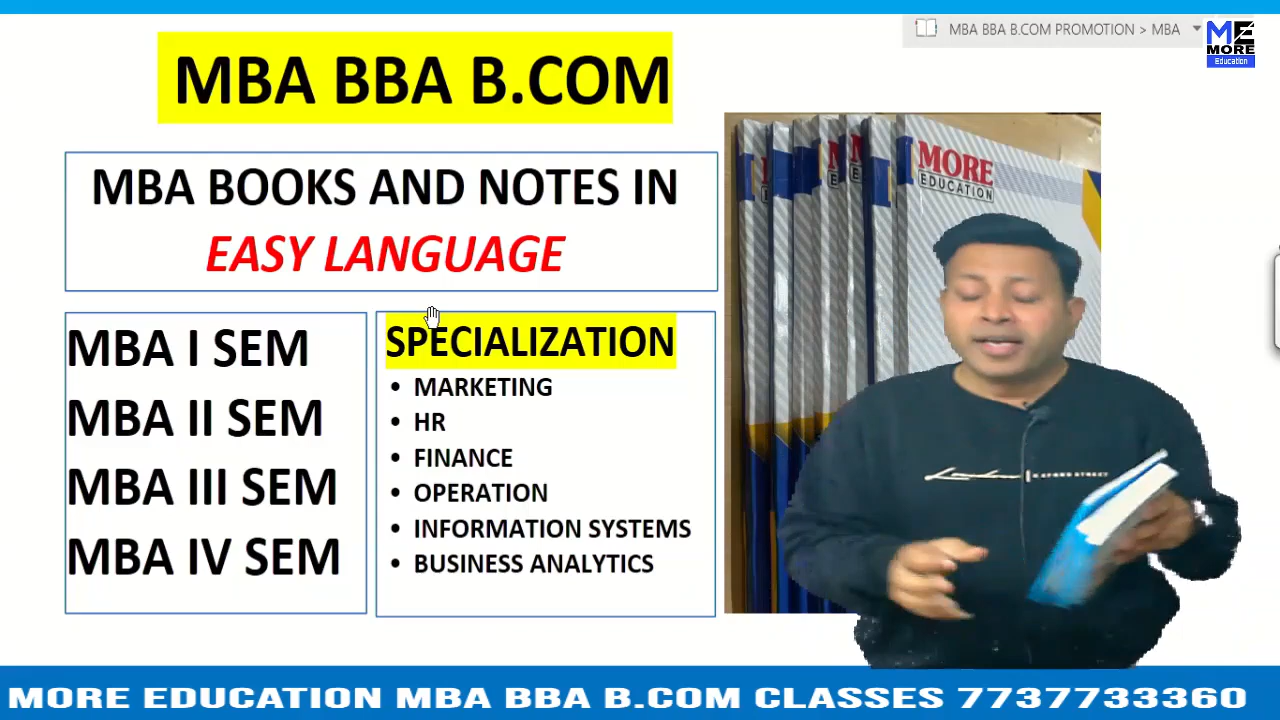 MBA BBA B.COM PROMOTION > MBA
ME
MORE
Education
MBA BBA B.COM
MBA BOOKS AND NOTES IN
EASY LANGUAGE
MORE
EDUCATION
MBA I SEM
MBA II SEM
MBA III SEM
MBA IV SEM
SPECIALIZATION
• MARKETING
• HR
• FINANCE
• OPERATION
• INFORMATION SYSTEMS
• BUSINESS ANALYTICS
MORE EDUCATION MBA BBA B.COM CLASSES 7737733360